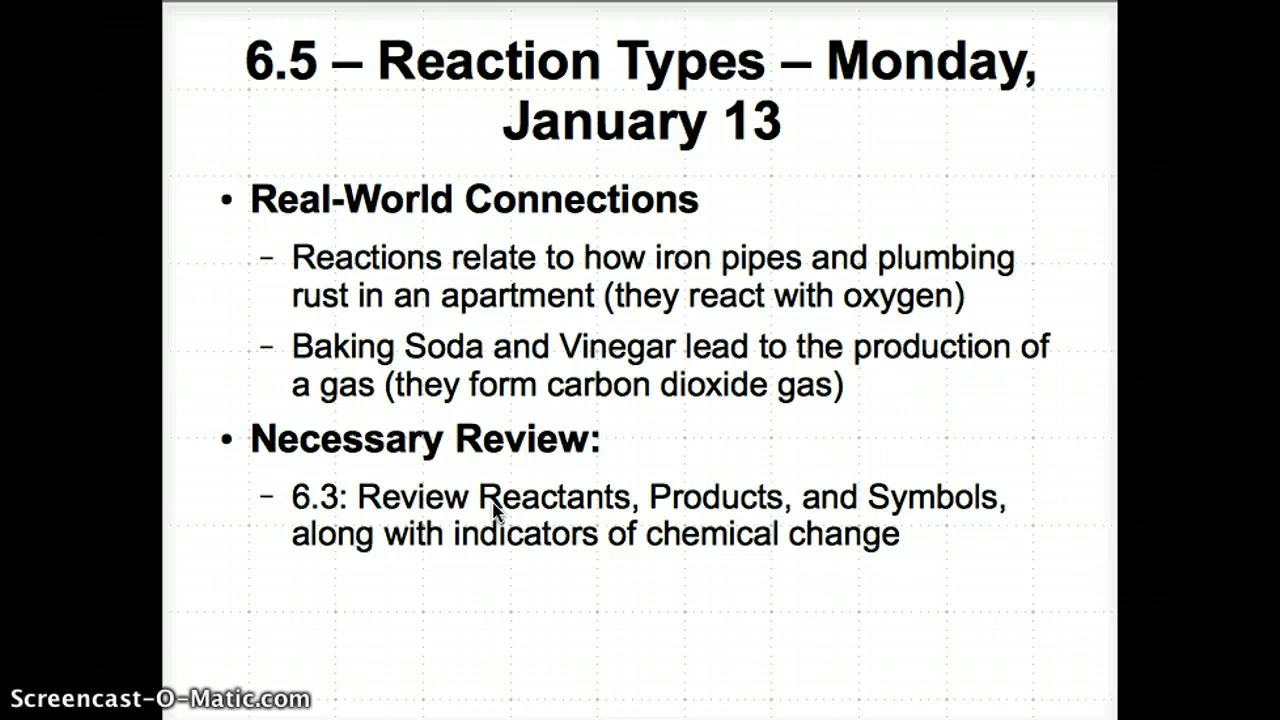 6.5 – Reaction Types – Monday,
January 13
• Real-World Connections
– Reactions relate to how iron pipes and plumbing
rust in an apartment (they react with oxygen)
– Baking Soda and Vinegar lead to the production of
a gas (they form carbon dioxide gas)
• Necessary Review:
– 6.3: Review Reactants, Products, and Symbols,
along with indicators of chemical change
Screencast-O-Matic.com